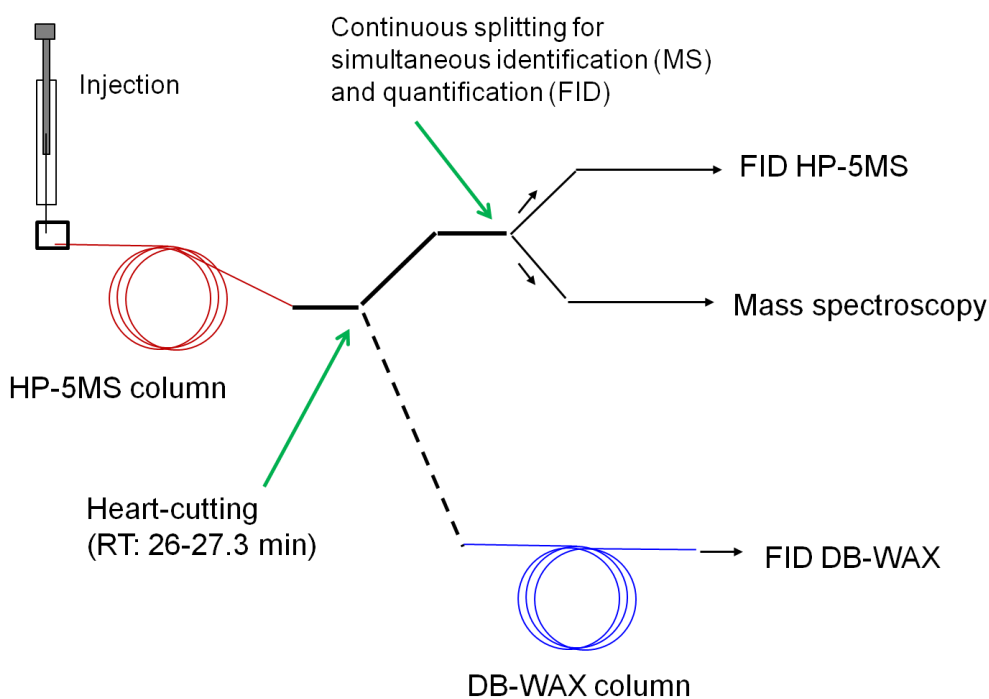 Injection
Continuous splitting for
simultaneous identification (MS)
and quantification (FID)
FID HP-5MS
Mass spectroscopy
HP-5MS column
Heart-cutting
(RT: 26-27.3 min)
FID DB-WAX
DB-WAX column